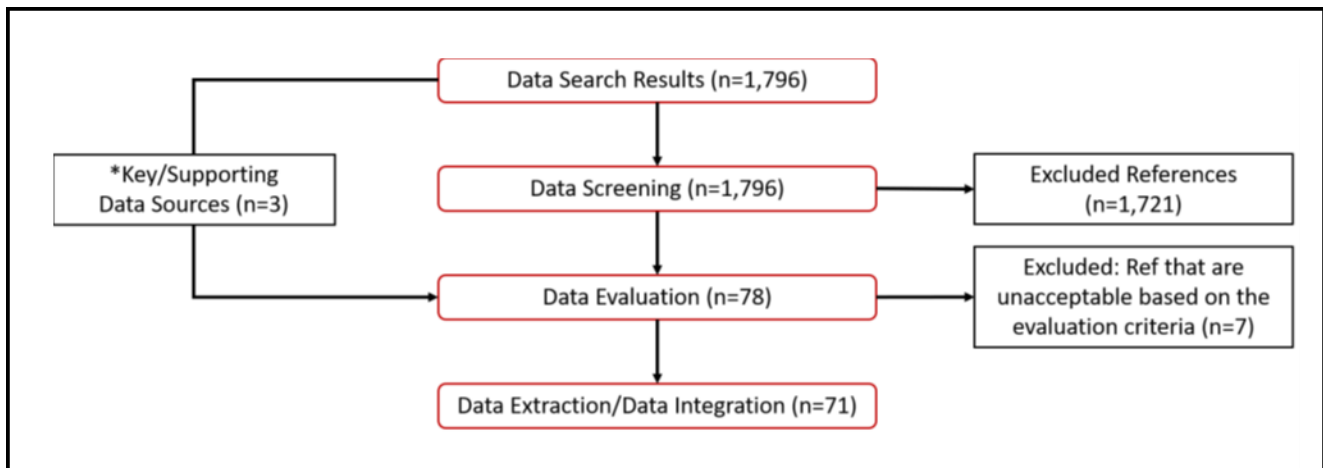 Data Search Results (n=1,796)
*Key/Supporting
Data Sources (n=3)
Data Screening (n=1,796)
Excluded References
(n=1,721)
Data Evaluation (n=78)
Excluded: Ref that are
unacceptable based on the
evaluation criteria (n=7)
Data Extraction/Data Integration (n=71)